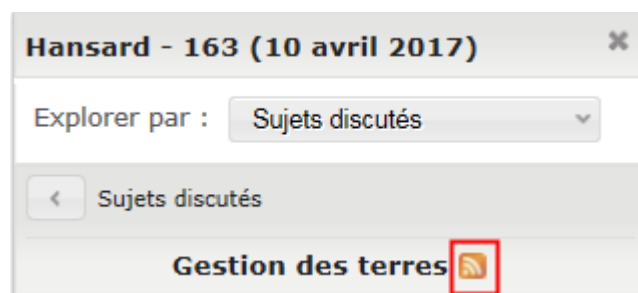 Hansard - 163 (10 avril 2017)
Explorer par : Sujets discutés
Sujets discutés
Gestion des terres